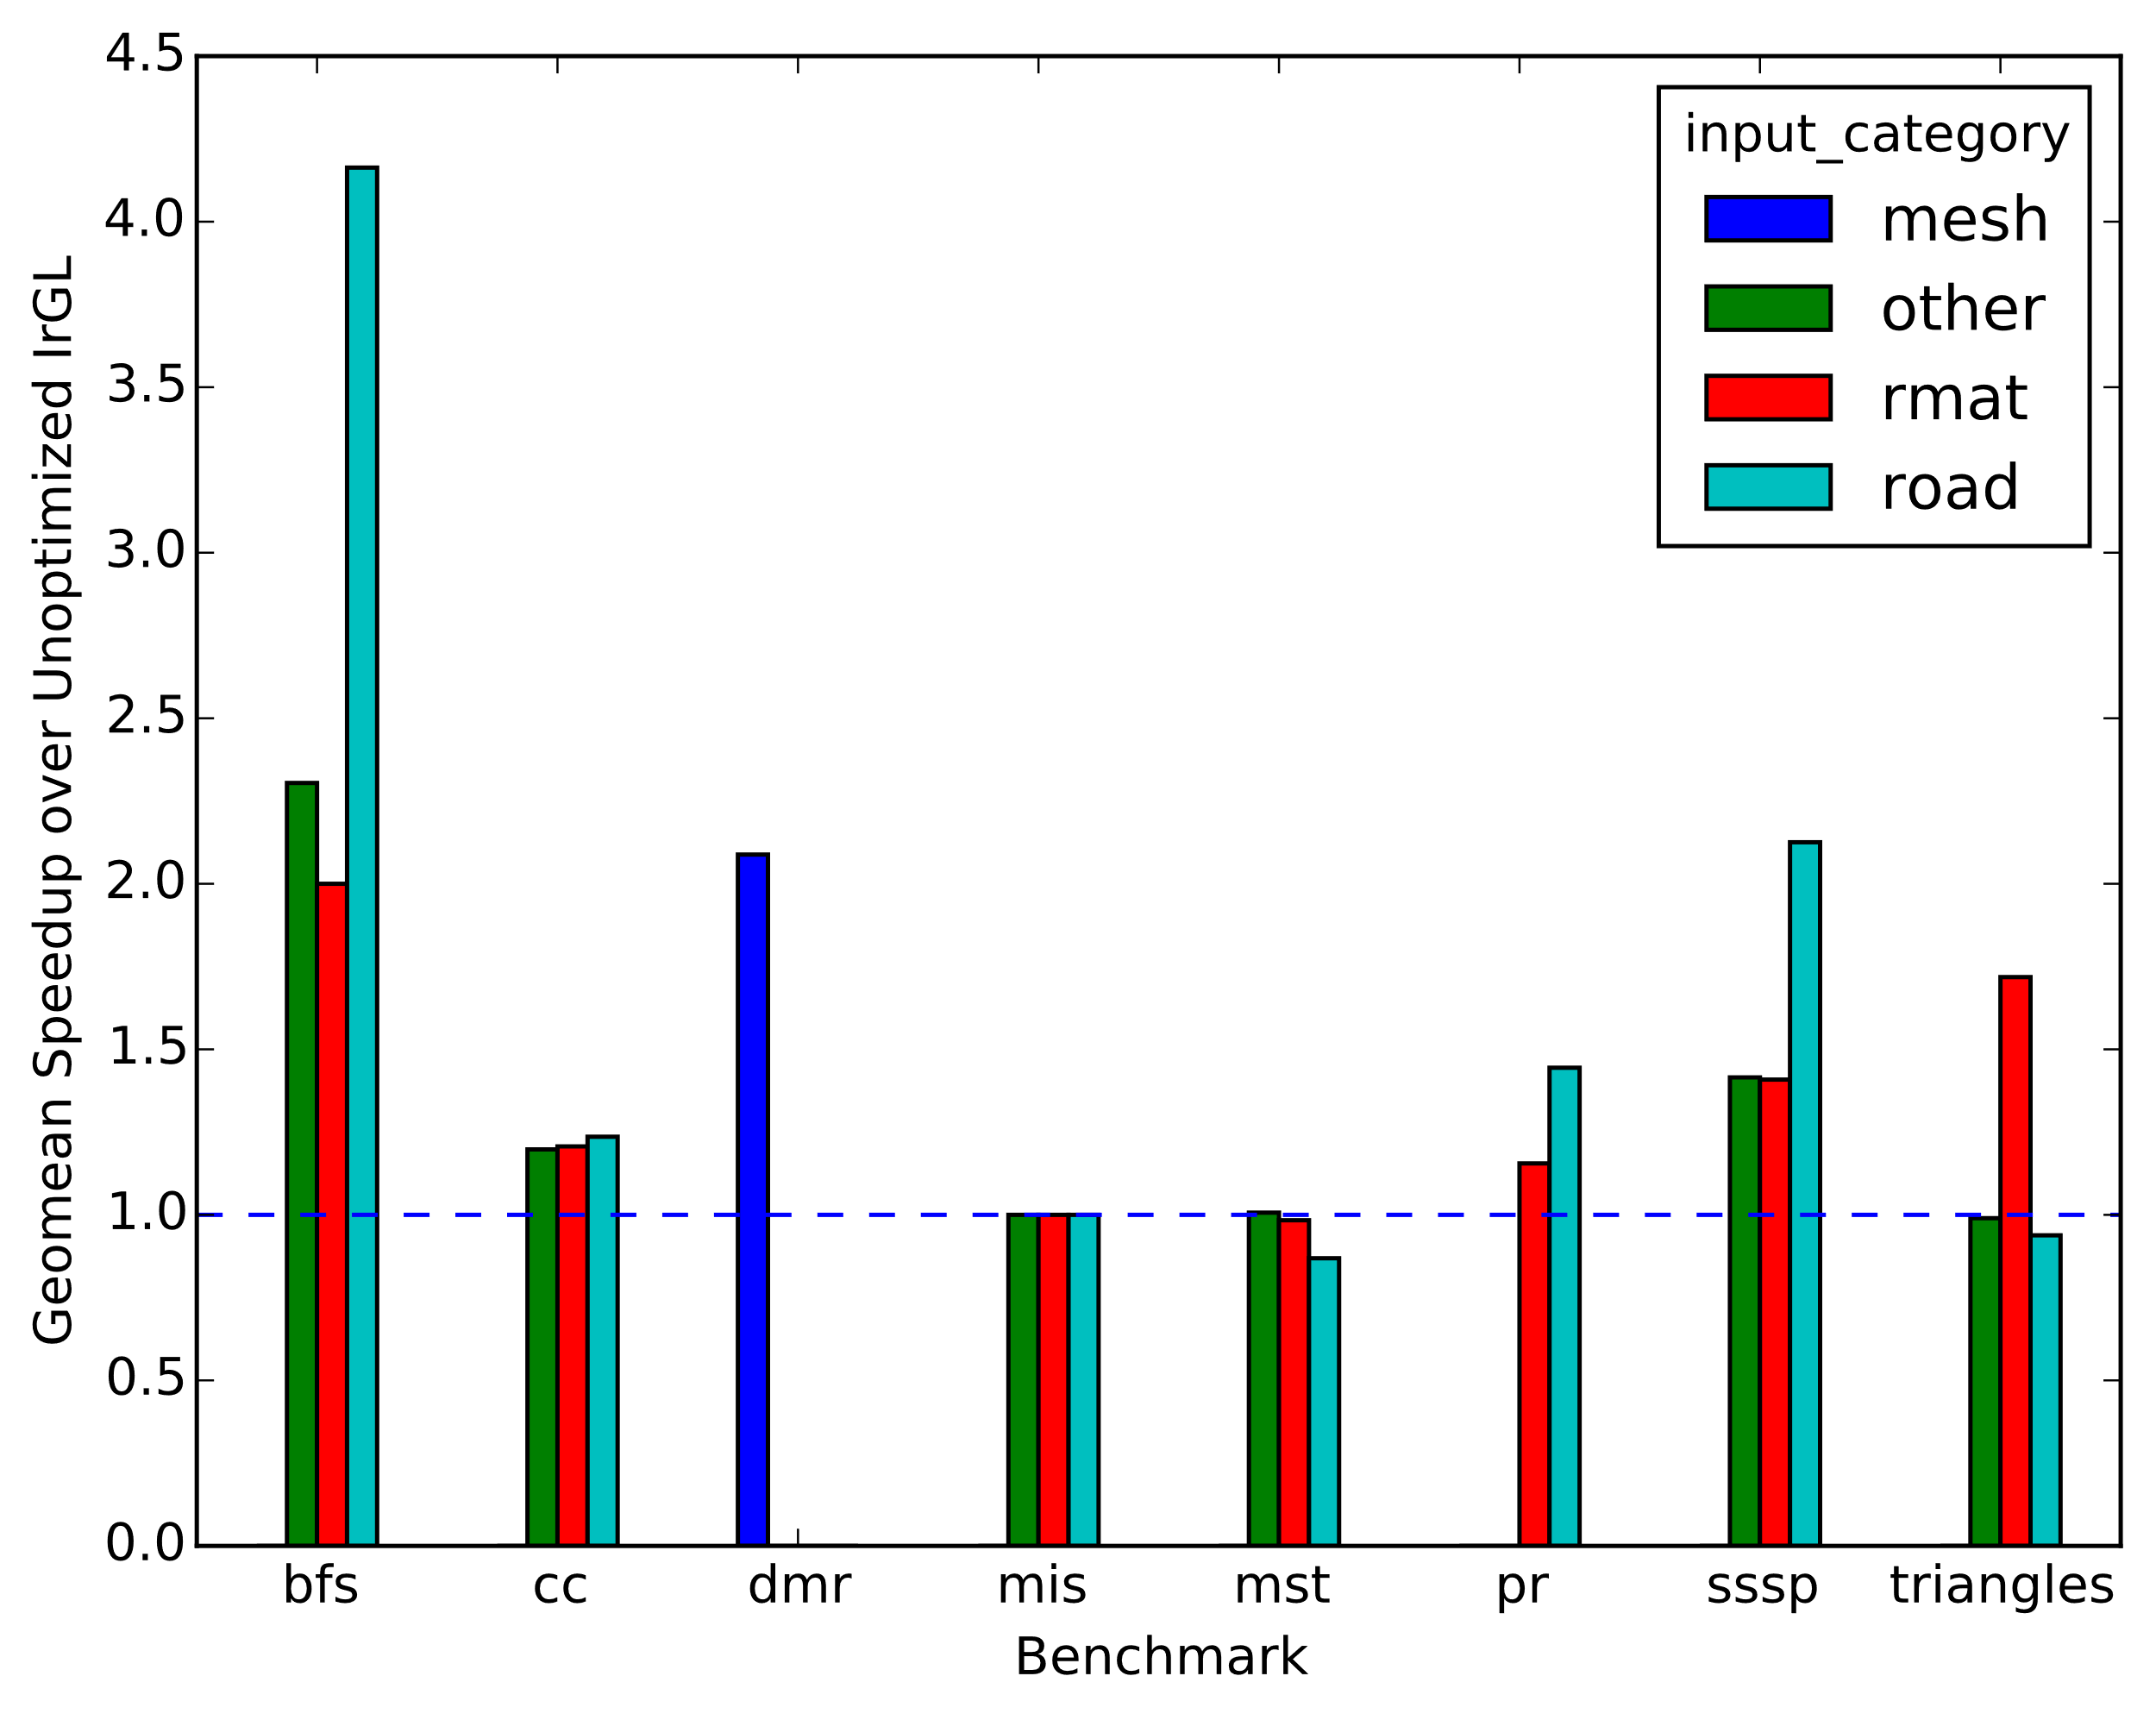 Geomean Speedup over Unoptimized IrGL
4.5
4.0
3.5
3.0
2.5
2.0
1.5
1.0
0.5
0.0
input_category
mesh
other
rmat
road
bfs cc dmr mis mst pr sssp triangles
Benchmark